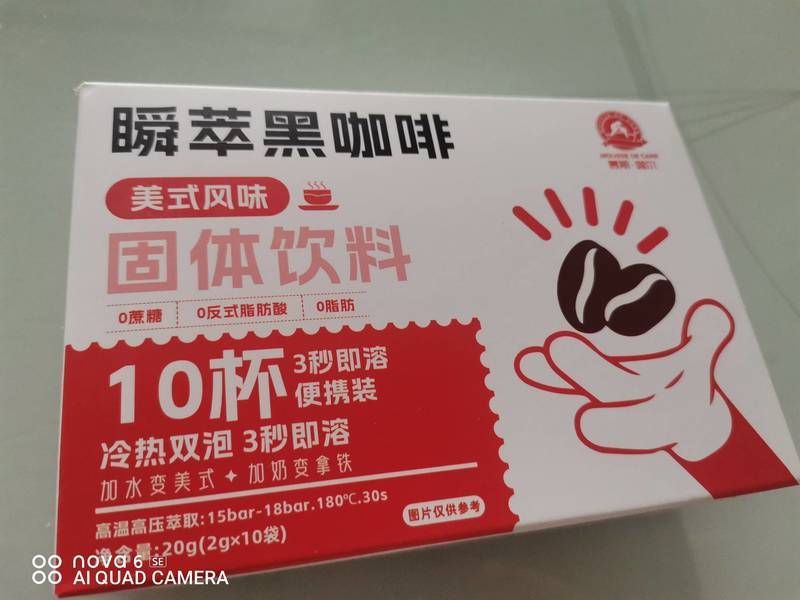 瞬萃黑咖啡
MOUSSE DE CARR
美式风味
固体饮料
0蔗糖 0反式脂肪酸 0脂肪
10杯
3秒即溶
便携装
冷热双泡 3秒即溶
加水变美式 加奶变拿铁
高温高压萃取:15bar-18bar.180℃.30s
图片仅供参考
净含量:20g(2g×10袋)
nova 6 SE
AI QUAD CAMERA